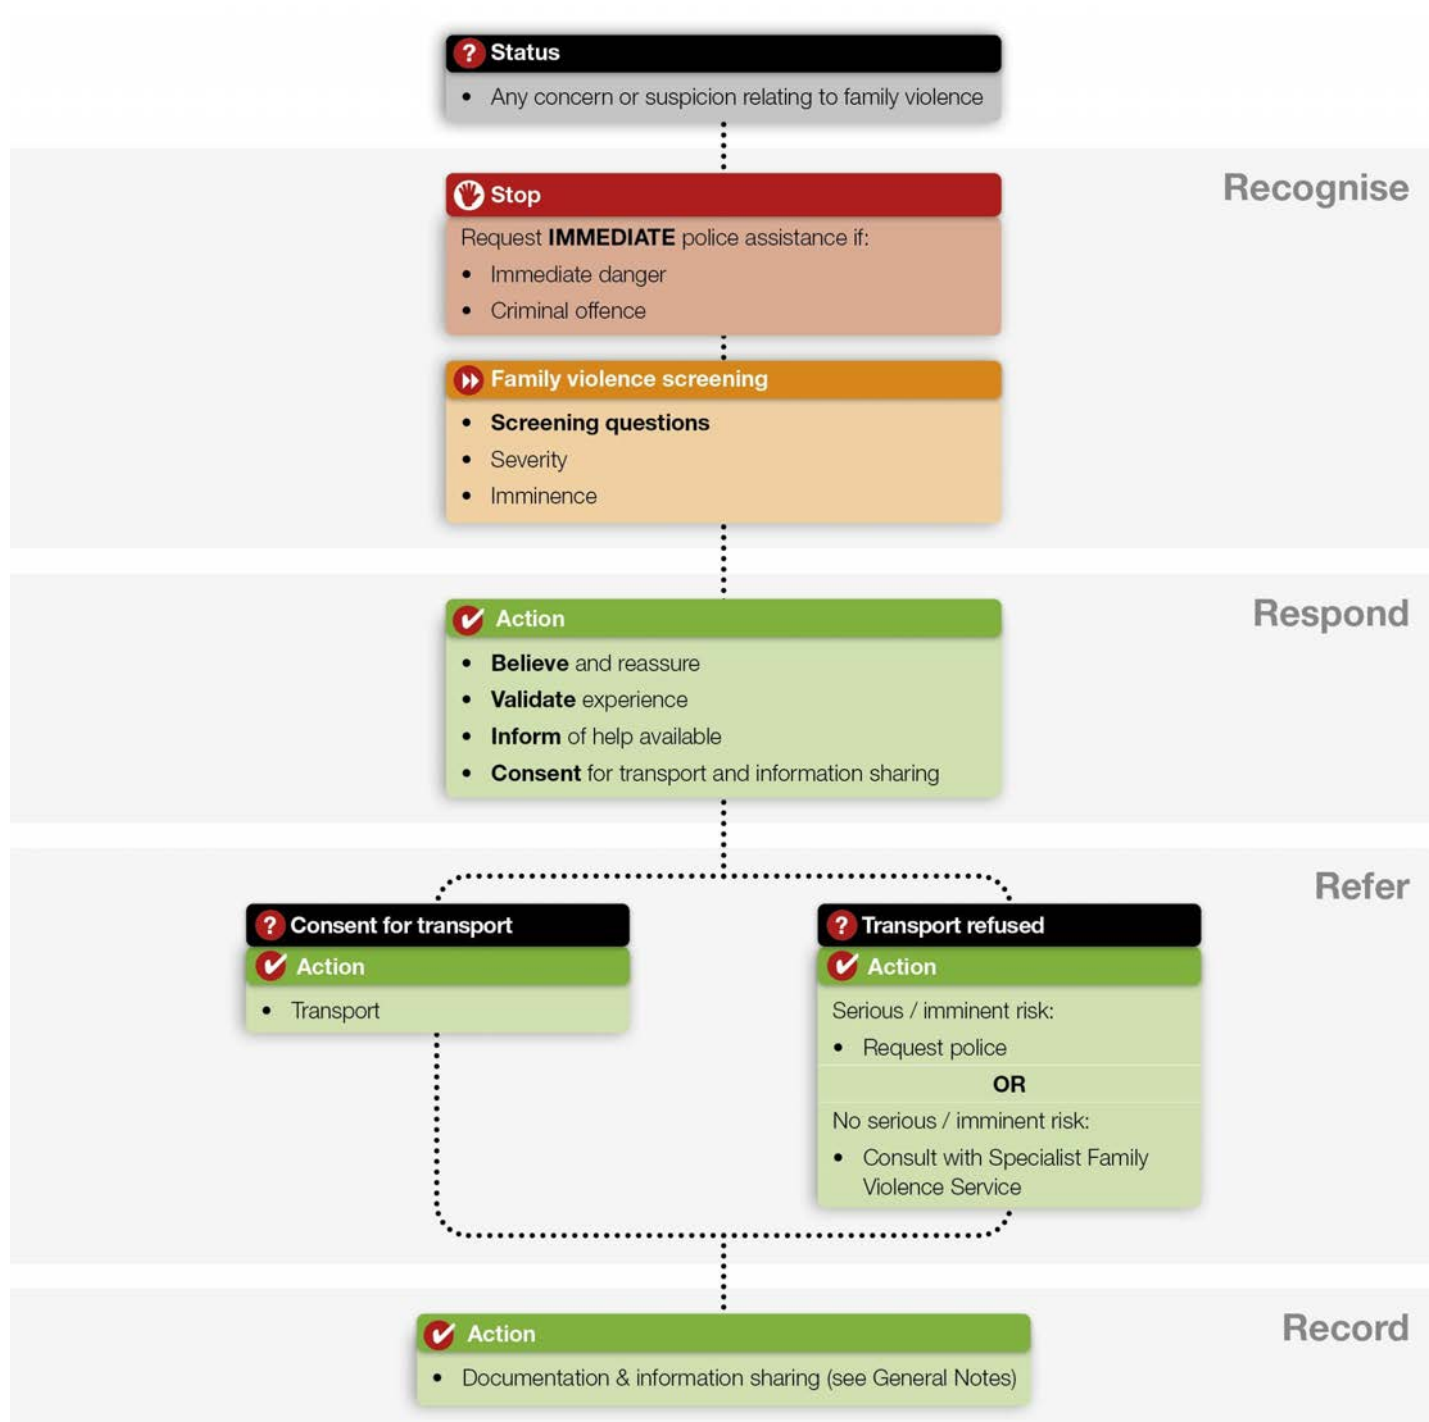 Status
• Any concern or suspicion relating to family violence
Recognise
Stop
Request IMMEDIATE police assistance if:
• Immediate danger
• Criminal offence
Family violence screening
• Screening questions
• Severity
• Imminence
Respond
Action
• Believe and reassure
• Validate experience
• Inform of help available
• Consent for transport and information sharing
Refer
Consent for transport
Action
• Transport
Transport refused
Action
Serious / imminent risk:
• Request police
OR
No serious / imminent risk:
• Consult with Specialist Family
Violence Service
Record
Action
• Documentation & information sharing (see General Notes)